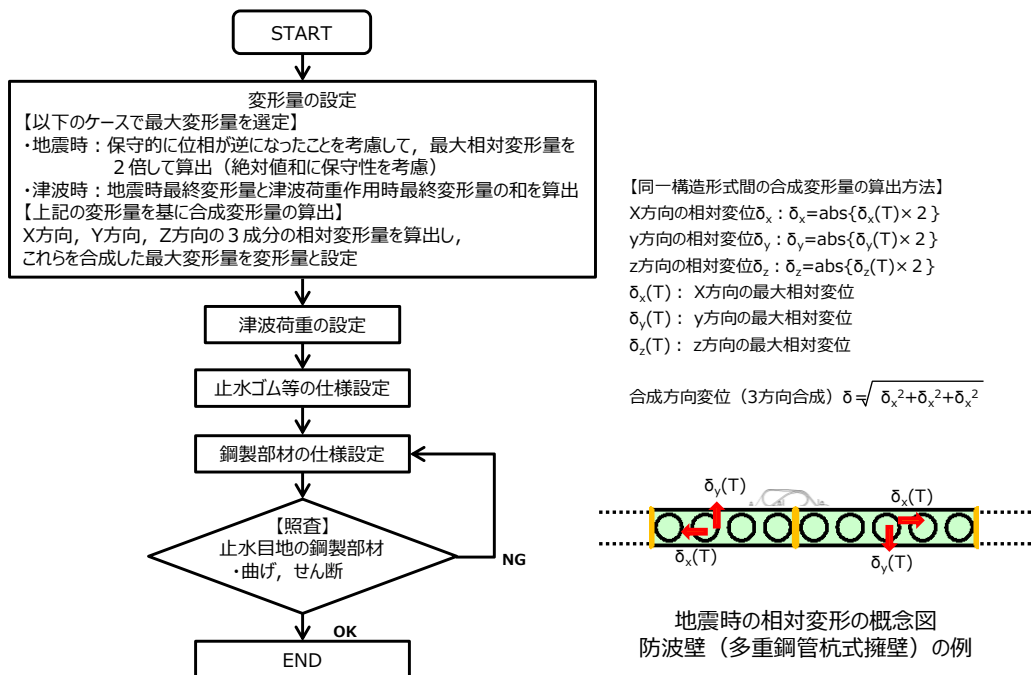 START
変形量の設定
【以下のケースで最大変形量を選定】
・地震時：保守的に位相が逆になったことを考慮して，最大相対変形量を
２倍して算出（絶対値和に保守性を考慮）
・津波時：地震時最終変形量と津波荷重作用時最終変形量の和を算出
【上記の変形量を基に合成変形量の算出】
X方向，Y方向，Z方向の３成分の相対変形量を算出し，
これらを合成した最大変形量を変形量と設定
津波荷重の設定
止水ゴム等の仕様設定
鋼製部材の仕様設定
【照査】
止水目地の鋼製部材
・曲げ，せん断
NG
OK
END
【同一構造形式間の合成変形量の算出方法】
X方向の相対変位δx：δx=abs{δx(T)×２}
y方向の相対変位δy：δy=abs{δy(T)×２}
z方向の相対変位δz：δz=abs{δz(T)×２}
δx(T)： X方向の最大相対変位
δy(T)： y方向の最大相対変位
δz(T)： z方向の最大相対変位
合成方向変位（3方向合成）δ=√ δx²+δx²+δx²
δy(T)
δx(T)
δx(T)
δy(T)
地震時の相対変形の概念図
防波壁（多重鋼管杭式擁壁）の例